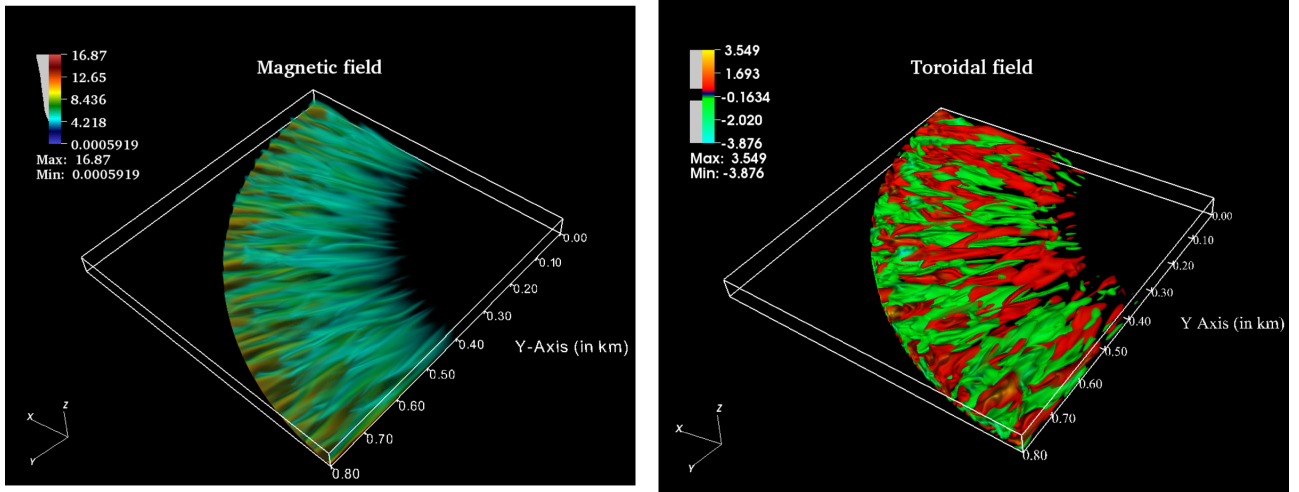 Magnetic field
16.87
12.65
8.436
4.218
0.0005919
Max: 16.87
Min: 0.0005919
0.00
0.10
0.20
0.30
0.40
0.50
0.60
0.70
0.80
Y-Axis (in km)
X
Z
Y
Toroidal field
3.549
1.693
-0.1634
-2.020
-3.876
Max: 3.549
Min: -3.876
0.00
0.10
0.20
0.30
0.40
0.50
0.60
0.70
0.80
Y Axis (in km)
X
Z
Y